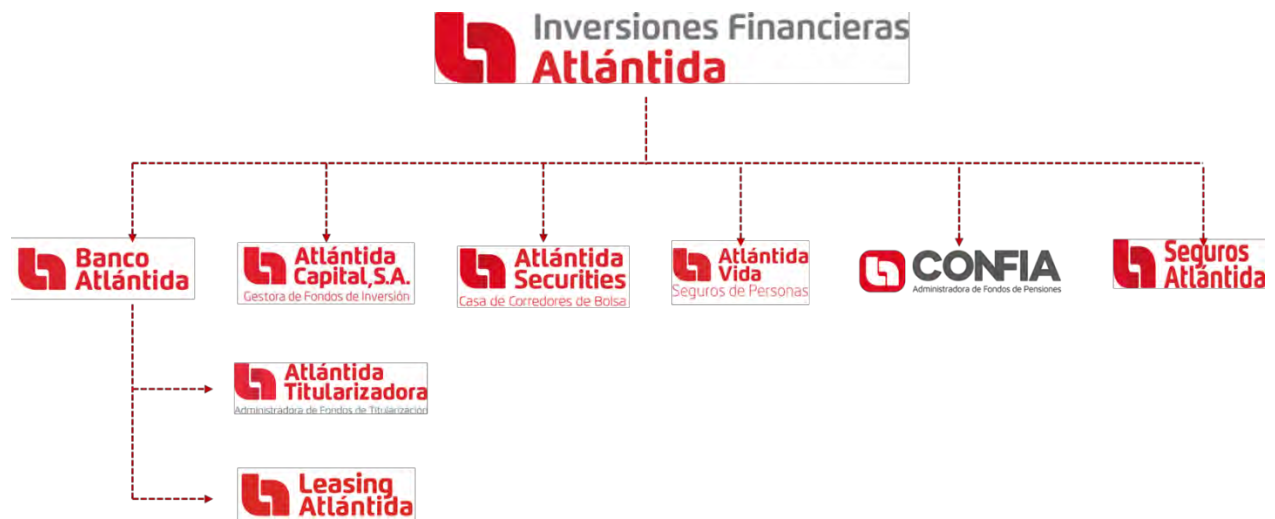 Inversiones Financieras
Atlántida
Banco
Atlántida
Atlántida
Capital, S.A.
Gestora de Fondos de Inversión
Atlántida
Securities
Casa de Corredores de Bolsa
Atlántida
Vida
Seguros de Personas
CONFIA
Administradora de Fondos de Pensiones
Seguros
Atlántida
Atlántida
Titularizadora
Administradora de Fondos de Titularización
Leasing
Atlántida